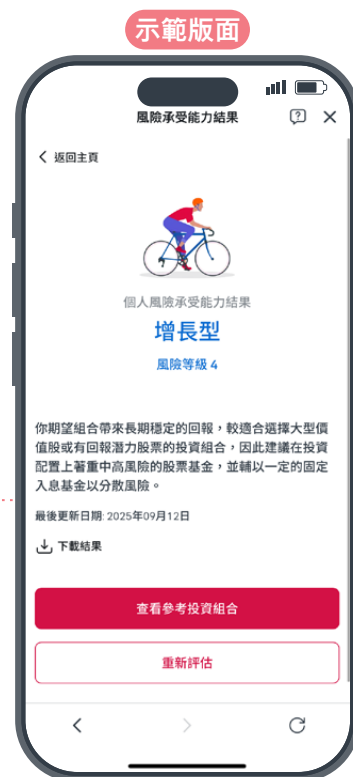 示範版面
風險承受能力結果
返回主頁
個人風險承受能力結果
增長型
風險等級 4
你期望組合帶來長期穩定的回報，較適合選擇大型價
值股或有回報潛力股票的投資組合，因此建議在投資
配置上著重中高風險的股票基金，並輔以一定的固定
入息基金以分散風險。
最後更新日期: 2025年09月12日
下載結果
查看參考投資組合
重新評估